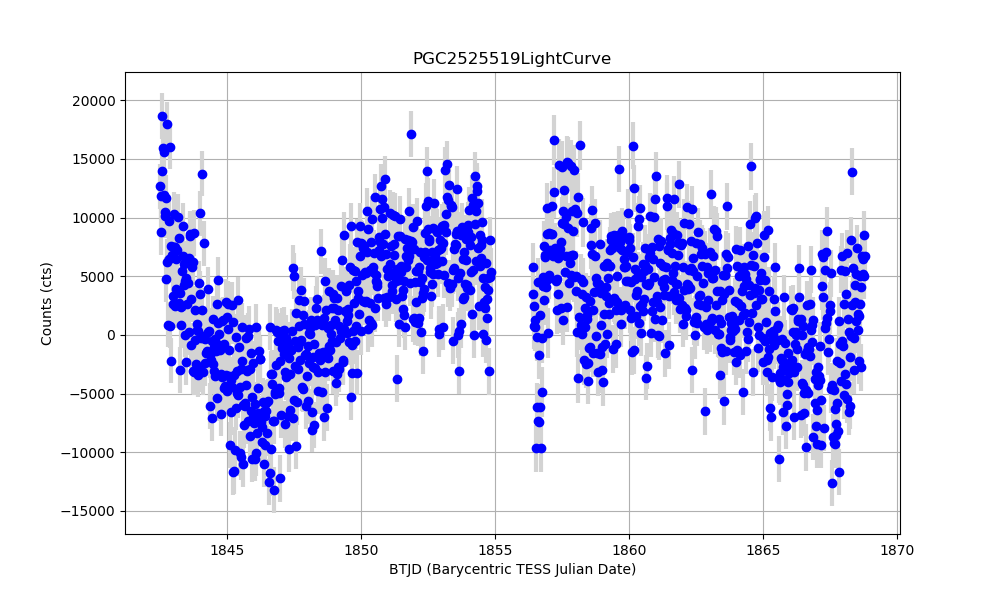 PGC2525519LightCurve
20000
15000
10000
5000
0
−5000
−10000
−15000
Counts (cts)
1845 1850 1855 1860 1865 1870
BTJD (Barycentric TESS Julian Date)